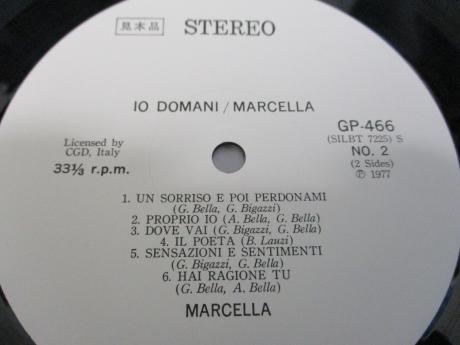 見本品 STEREO
IO DOMANI / MARCELLA
Licensed by
CGD, Italy
33⅓ r.p.m.
GP-466
(SILBT 7225) S
NO. 2
(2 Sides)
Ⓟ 1977
1. UN SORRISO E POI PERDONAMI
(G. Bella, G. Bigazzi)
2. PROPRIO IO (A. Bella, G. Bella)
3. DOVE VAI (G. Bella, G. Bigazzi)
4. IL POETA (B. Lauzi)
5. SENSAZIONI E SENTIMENTI
(G. Bigazzi, G. Bella)
6. HAI RAGIONE TU
(G. Bella, A. Bella)
MARCELLA